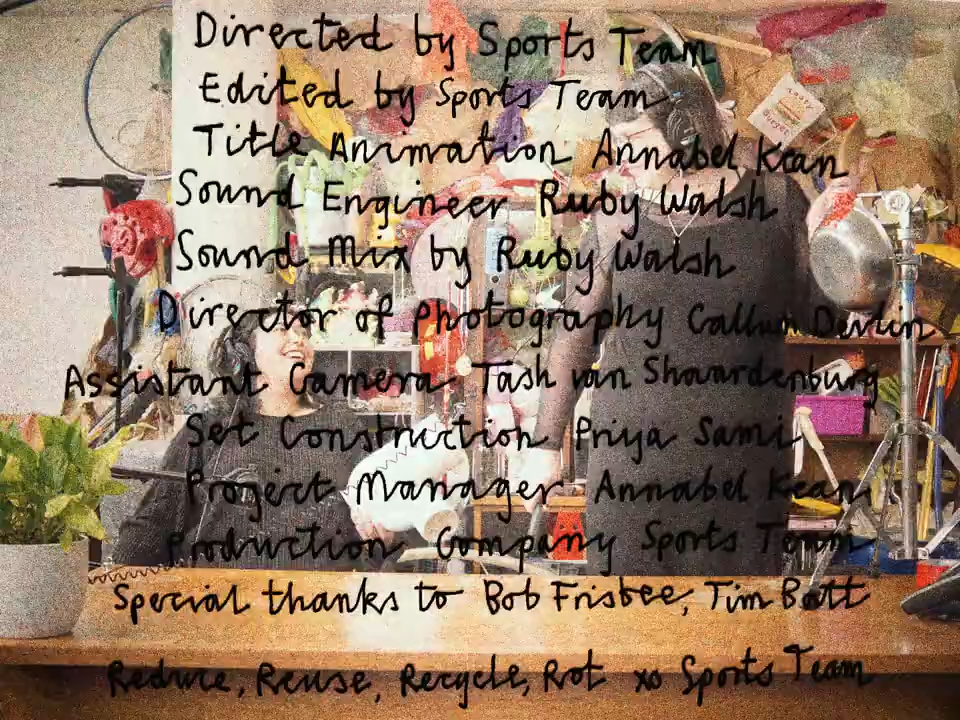 Directed by Sports Team
Edited by Sports Team
Title Animation Annabel Kean
Sound Engineer Ruby Walsh
Sound Mix by Ruby Walsh
Director of Photography Callum Devlin
Assistant Camera Tash van Shaardenburg
Set Construction Priya Sami
Project Manager Annabel Kean
Production Company Sports Team
Special thanks to Bob Frisbee, Tim Batt
Reduce, Reuse, Recycle, Rot xo Sports Team